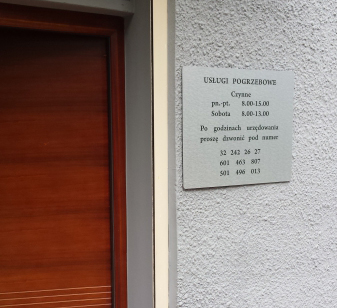 USŁUGI POGRZEBOWE
Czynne
pn.-pt. 8.00-15.00
Sobota 8.00-13.00
Po godzinach urzędowania
proszę dzwonić pod numer
32 242 26 27
601 463 807
501 496 013